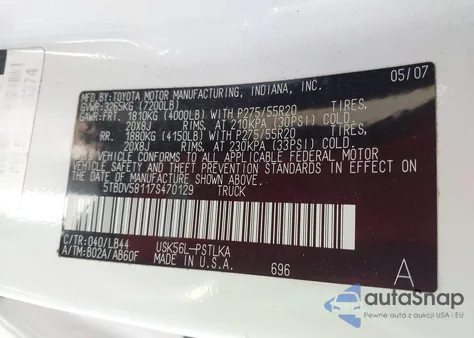 MFD. BY: TOYOTA MOTOR MANUFACTURING, INDIANA, INC. 05/07
GVWR: 3265KG (7200LB)
GAWR: FRT. 1810KG (4000LB) WITH P275/55R20 TIRES,
20X8J RIMS, AT 210KPA (30PSI) COLD.
RR. 1880KG (4150LB) WITH P275/55R20 TIRES,
20X8J RIMS, AT 230KPA (33PSI) COLD.
THIS VEHICLE CONFORMS TO ALL APPLICABLE FEDERAL MOTOR
VEHICLE SAFETY AND THEFT PREVENTION STANDARDS IN EFFECT
ON THE DATE OF MANUFACTURE SHOWN ABOVE.
5TBDV58117S470129 TRUCK
C/TR: 040/LB44 USK56L-PSTLKA
A/TM: B02A/AB60F MADE IN U.S.A. 696 A
autoSnap
Pewne auta z aukcji USA i EU